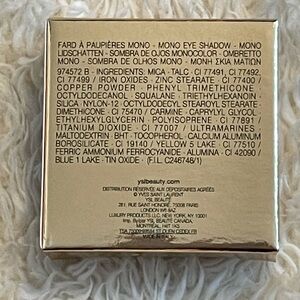 FARD À PAUPIÈRES MONO - MONO EYE SHADOW - MONO
LIDSCHATTEN - SOMBRA DE OJOS MONOCOLOR - OMBRETTO
MONO - SOMBRA DE OLHOS MONO - ΜΟΝΗ ΣΚΙΑ ΜΑΤΙΩΝ
974572 B - INGREDIENTS: MICA - TALC - CI 77491, CI 77492,
CI 77499 / IRON OXIDES - ZINC STEARATE - CI 77400 /
COPPER POWDER - PHENYL TRIMETHICONE -
OCTYLDODECANOL - SQUALANE - TRIETHYLHEXANOIN -
SILICA - NYLON-12 - OCTYLDODECYL STEAROYL STEARATE -
DIMETHICONE - CI 75470 / CARMINE - CAPRYLYL GLYCOL -
ETHYLHEXYLGLYCERIN - POLYISOPRENE - CI 77891 /
TITANIUM DIOXIDE - CI 77007 / ULTRAMARINES -
MALTODEXTRIN - BHT - TOCOPHEROL - CALCIUM ALUMINUM
BOROSILICATE - CI 19140 / YELLOW 5 LAKE - CI 77510 /
FERRIC AMMONIUM FERROCYANIDE - ALUMINA - CI 42090 /
BLUE 1 LAKE - TIN OXIDE - (F.I.L. C246748/1)
yslbeauty.com
DISTRIBUTION RÉSERVÉE AUX DÉPOSITAIRES AGRÉÉS
© YVES SAINT LAURENT
YSL BEAUTÉ
281, RUE SAINT HONORÉ, 75008 PARIS
LONDON W6 8AZ
LUXURY PRODUCTS LLC, NEW YORK, NY 10001
YSL BEAUTÉ CANADA,
MONTRÉAL, H4T 1K5
MADE IN